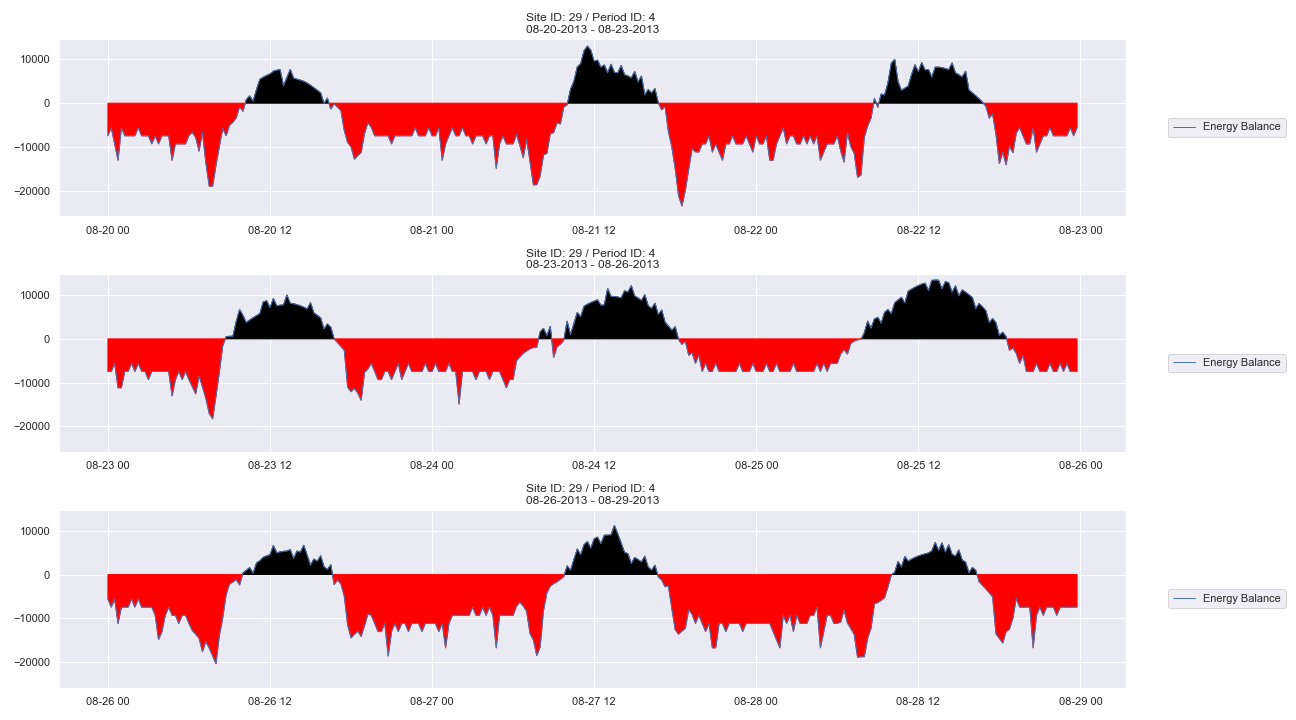 Site ID: 29 / Period ID: 4
08-20-2013 - 08-23-2013
10000
0
−10000
−20000
08-20 00 08-20 12 08-21 00 08-21 12 08-22 00 08-22 12 08-23 00
Energy Balance
Site ID: 29 / Period ID: 4
08-23-2013 - 08-26-2013
10000
0
−10000
−20000
08-23 00 08-23 12 08-24 00 08-24 12 08-25 00 08-25 12 08-26 00
Energy Balance
Site ID: 29 / Period ID: 4
08-26-2013 - 08-29-2013
10000
0
−10000
−20000
08-26 00 08-26 12 08-27 00 08-27 12 08-28 00 08-28 12 08-29 00
Energy Balance